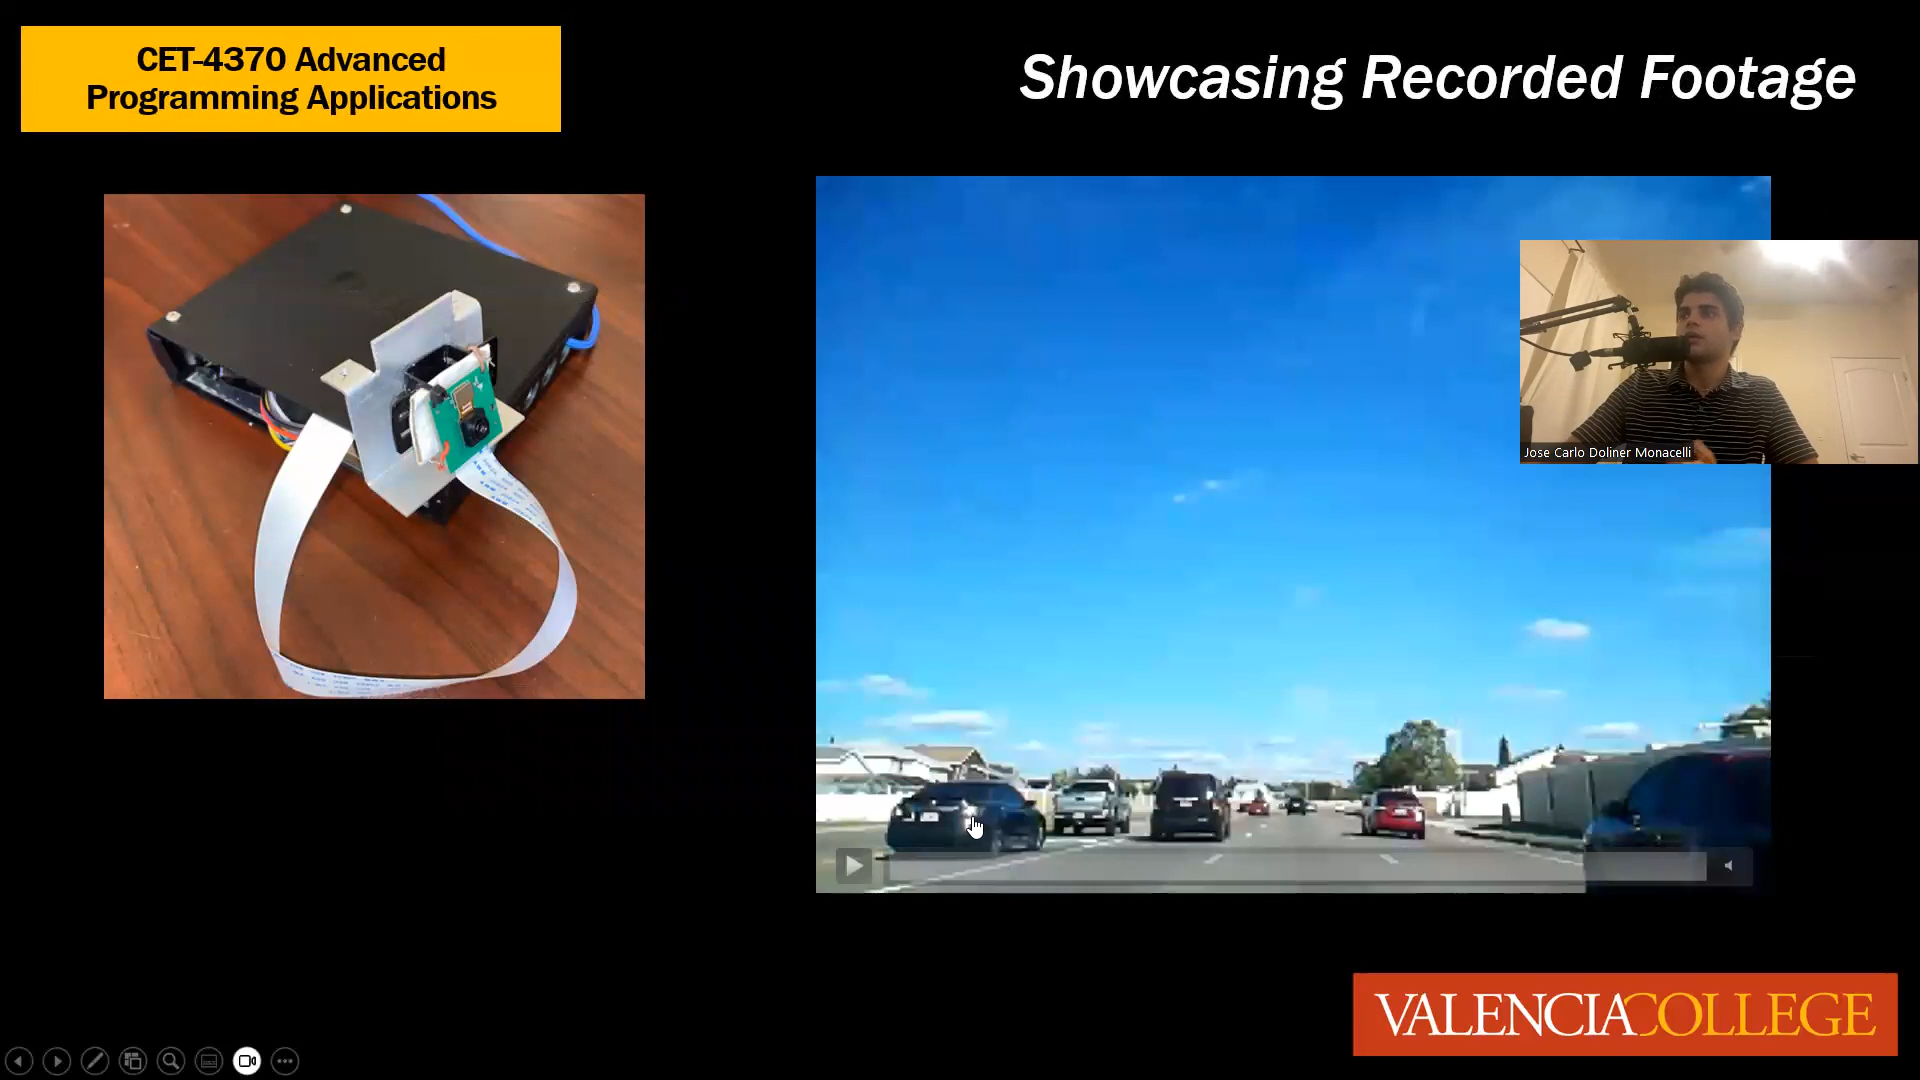 CET-4370 Advanced
Programming Applications
Showcasing Recorded Footage
Jose Carlo Doliner Monacelli
VALENCIACOLLEGE